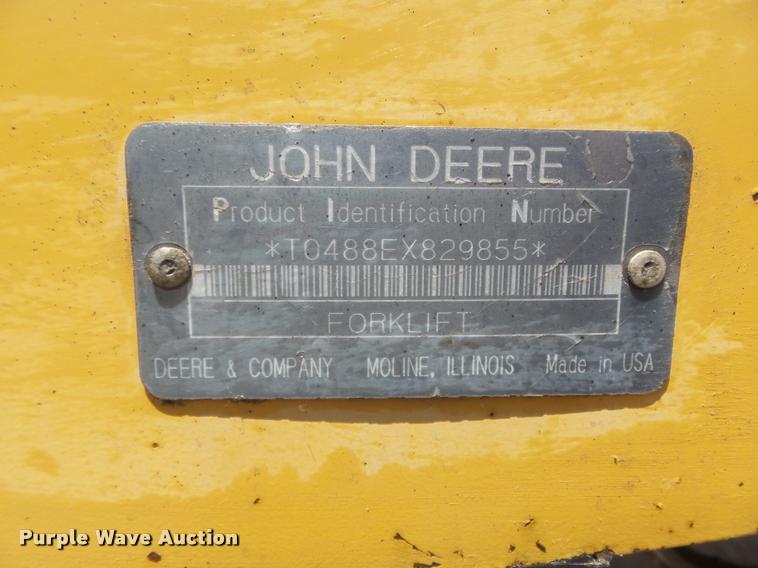 JOHN DEERE
Product Identification Number
*T0488EX829855*
FORKLIFT
DEERE & COMPANY MOLINE, ILLINOIS Made in USA
Purple Wave Auction